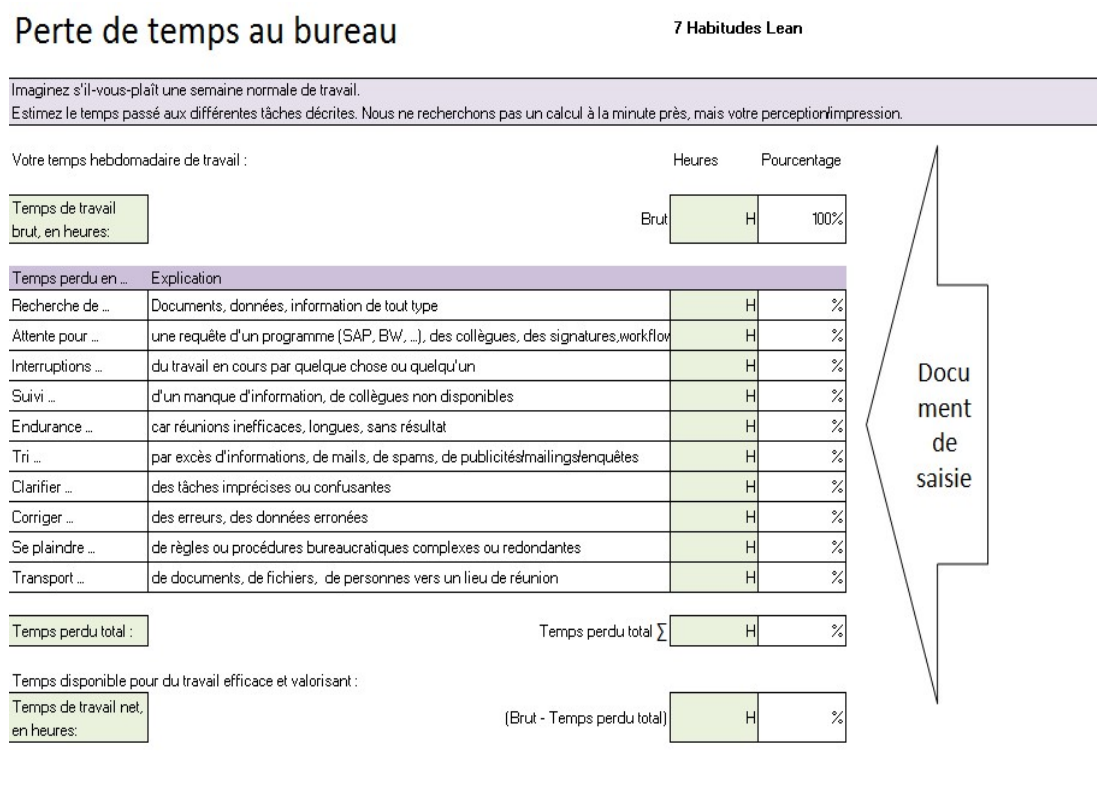 Perte de temps au bureau
7 Habitudes Lean
Imaginez s'il-vous-plaît une semaine normale de travail.
Estimez le temps passé aux différentes tâches décrites. Nous ne recherchons pas un calcul à la minute près, mais votre perception/impression.
Votre temps hebdomadaire de travail : Heures Pourcentage
Temps de travail
brut, en heures: Brut H 100%
Temps perdu en ... Explication
Recherche de ... Documents, données, information de tout type H %
Attente pour ... une requête d'un programme (SAP, BW, ...), des collègues, des signatures,workflow H %
Interruptions ... du travail en cours par quelque chose ou quelqu'un H %
Suivi ... d'un manque d'information, de collègues non disponibles H %
Endurance ... car réunions inefficaces, longues, sans résultat H %
Tri ... par excès d'informations, de mails, de spams, de publicités/mailings/enquêtes H %
Clarifier ... des tâches imprécises ou confusantes H %
Corriger ... des erreurs, des données erronées H %
Se plaindre ... de règles ou procédures bureaucratiques complexes ou redondantes H %
Transport ... de documents, de fichiers, de personnes vers un lieu de réunion H %
Temps perdu total : Temps perdu total ∑ H %
Temps disponible pour du travail efficace et valorisant :
Temps de travail net,
en heures: (Brut - Temps perdu total) H %
Docu
ment
de
saisie